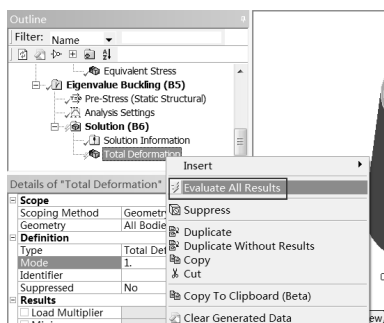 Outline
Filter: Name
Equivalent Stress
Eigenvalue Buckling (B5)
Pre-Stress (Static Structural)
Analysis Settings
Solution (B6)
Solution Information
Total Deformation
Insert
Evaluate All Results
Suppress
Duplicate
Duplicate Without Results
Copy
Cut
Copy To Clipboard (Beta)
Clear Generated Data
Details of "Total Deformation"
Scope
Scoping Method Geometry
Geometry All Bodie
Definition
Type Total Def
Mode 1.
Identifier
Suppressed No
Results
Load Multiplier